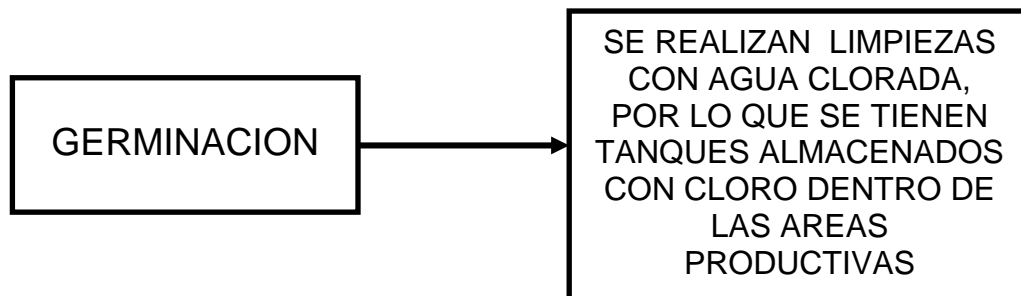 GERMINACION
SE REALIZAN LIMPIEZAS
CON AGUA CLORADA,
POR LO QUE SE TIENEN
TANQUES ALMACENADOS
CON CLORO DENTRO DE
LAS AREAS
PRODUCTIVAS